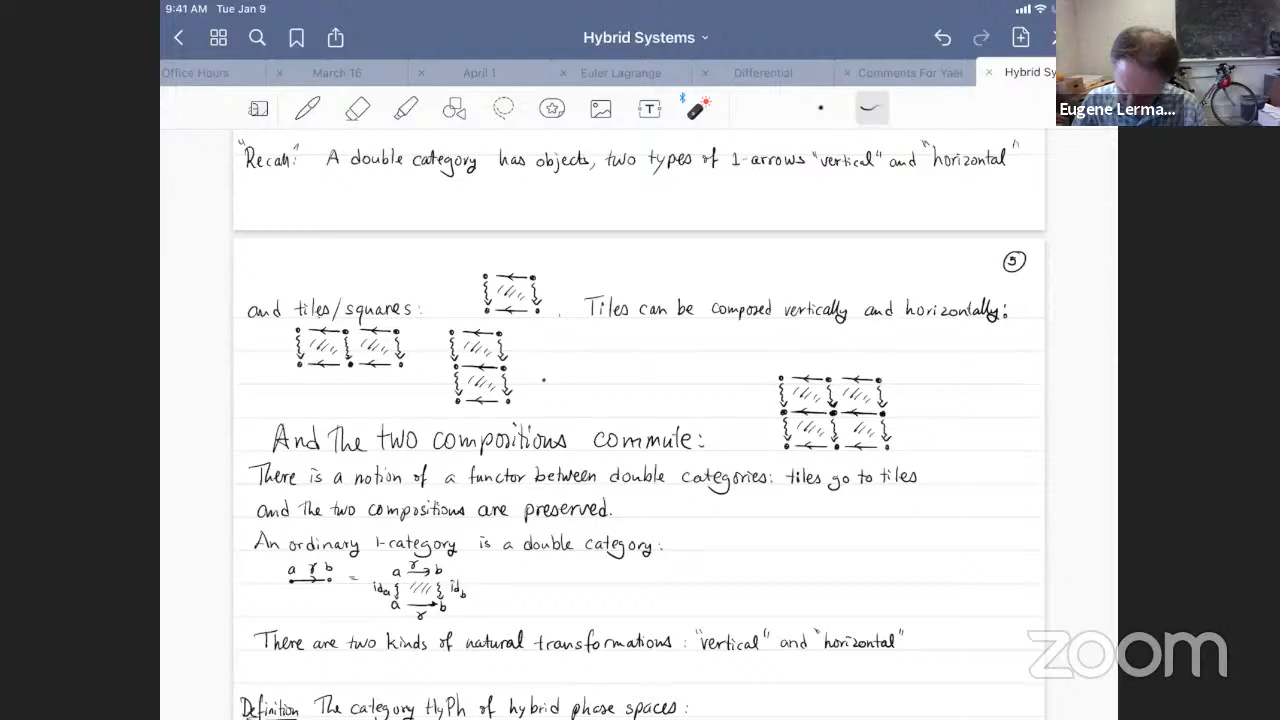 9:41 AM Tue Jan 9
Hybrid Systems
Office Hours
March 16
April 1
Euler Lagrange
Differential
Comments For Yael
Hybrid Sy
Eugene Lerma...
"Recall" A double category has objects, two types of 1-arrows "vertical" and "horizontal"
5
and tiles/squares: . Tiles can be composed vertically and horizontally:
And The two compositions commute:
There is a notion of a functor between double categories: tiles go to tiles
and the two compositions are preserved.
An ordinary 1-category is a double category:
a γ b = a γ b
id_a id_b
a γ b
There are two kinds of natural transformations: "vertical" and "horizontal"
Definition The category HyPh of hybrid phase spaces:
zoom